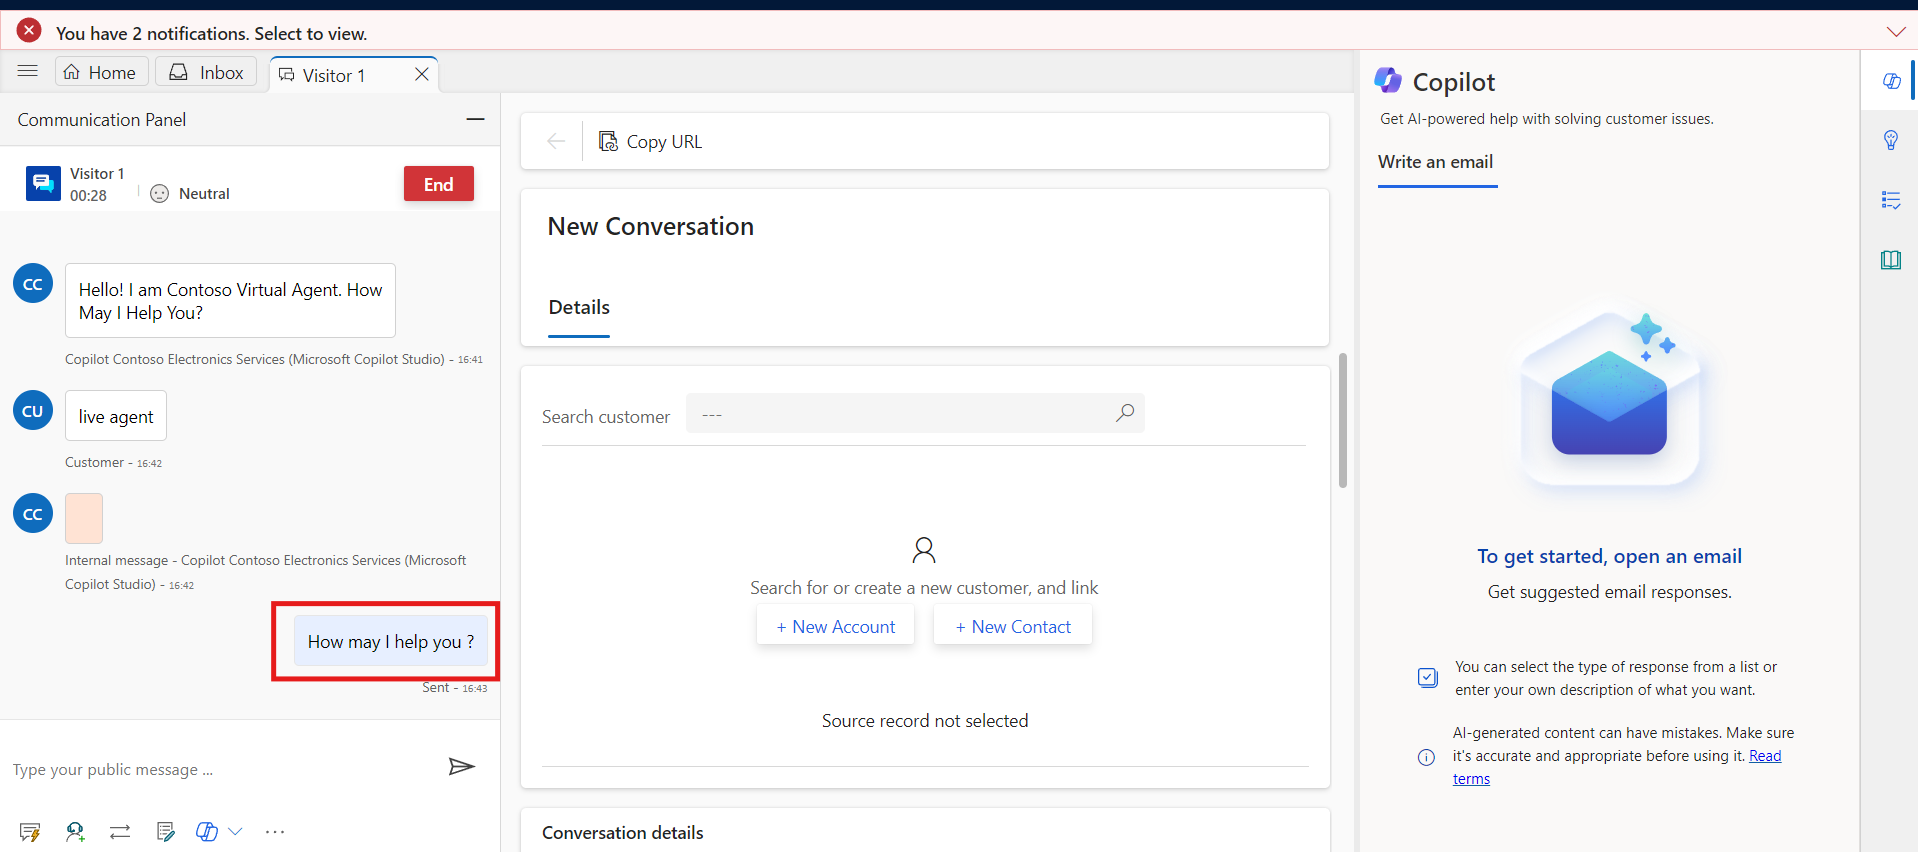 You have 2 notifications. Select to view.
Home
Inbox
Visitor 1
Communication Panel
Visitor 1
00:28
Neutral
End
CC
Hello! I am Contoso Virtual Agent. How
May I Help You?
Copilot Contoso Electronics Services (Microsoft Copilot Studio) - 16:41
CU
live agent
Customer - 16:42
CC
Internal message - Copilot Contoso Electronics Services (Microsoft
Copilot Studio) - 16:42
How may I help you ?
Sent - 16:43
Type your public message ...
Copy URL
New Conversation
Details
Search customer
---
Search for or create a new customer, and link
+ New Account
+ New Contact
Source record not selected
Conversation details
Copilot
Get AI-powered help with solving customer issues.
Write an email
To get started, open an email
Get suggested email responses.
You can select the type of response from a list or
enter your own description of what you want.
AI-generated content can have mistakes. Make sure
it's accurate and appropriate before using it. Read
terms